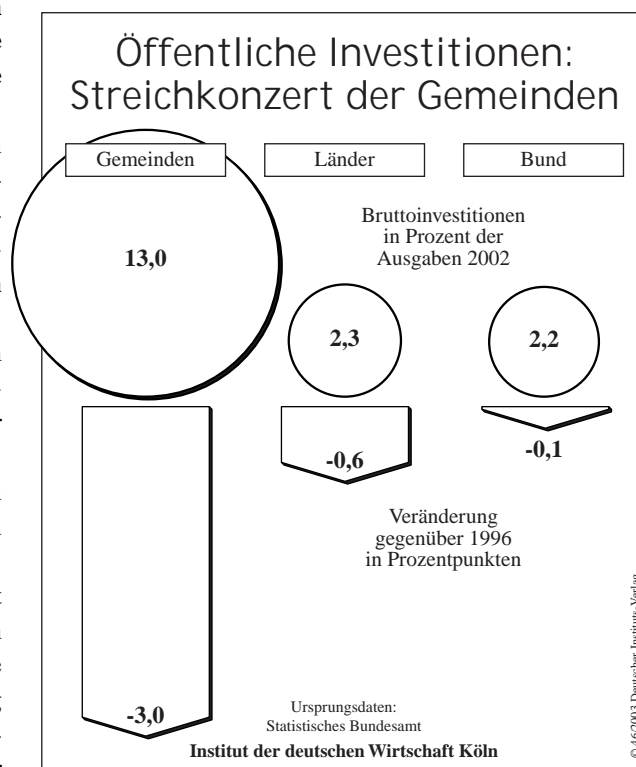 Öffentliche Investitionen:
Streichkonzert der Gemeinden
Gemeinden
Länder
Bund
Bruttoinvestitionen
in Prozent der
Ausgaben 2002
13,0
2,3
2,2
-0,6
-0,1
Veränderung
gegenüber 1996
in Prozentpunkten
-3,0
Ursprungsdaten:
Statistisches Bundesamt
Institut der deutschen Wirtschaft Köln
© 46/2003 Deutscher Instituts-Verlag